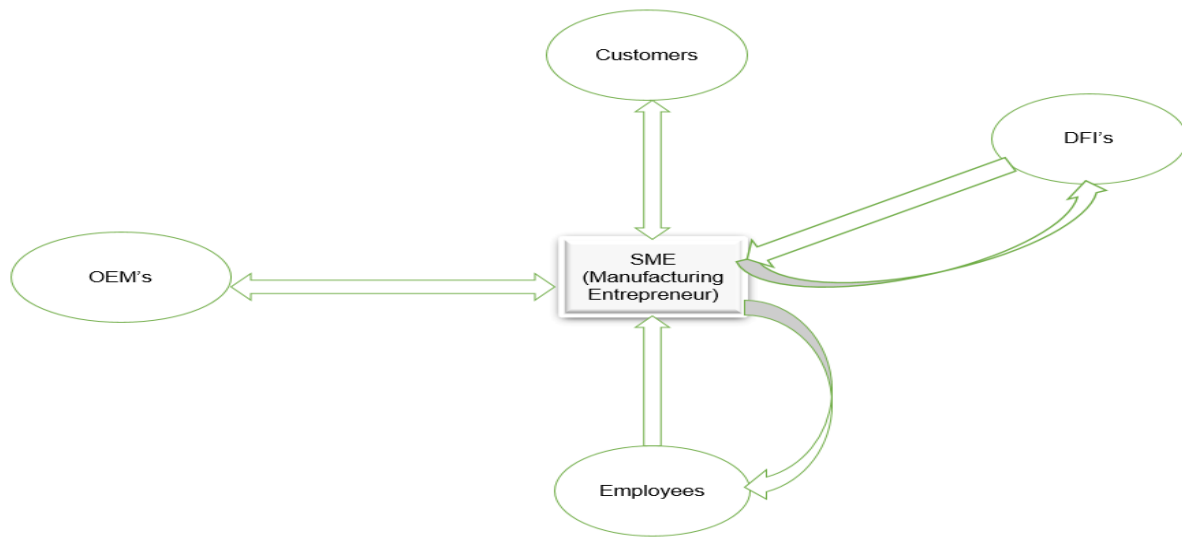 Customers
DFI's
SME
(Manufacturing
Entrepreneur)
OEM's
Employees